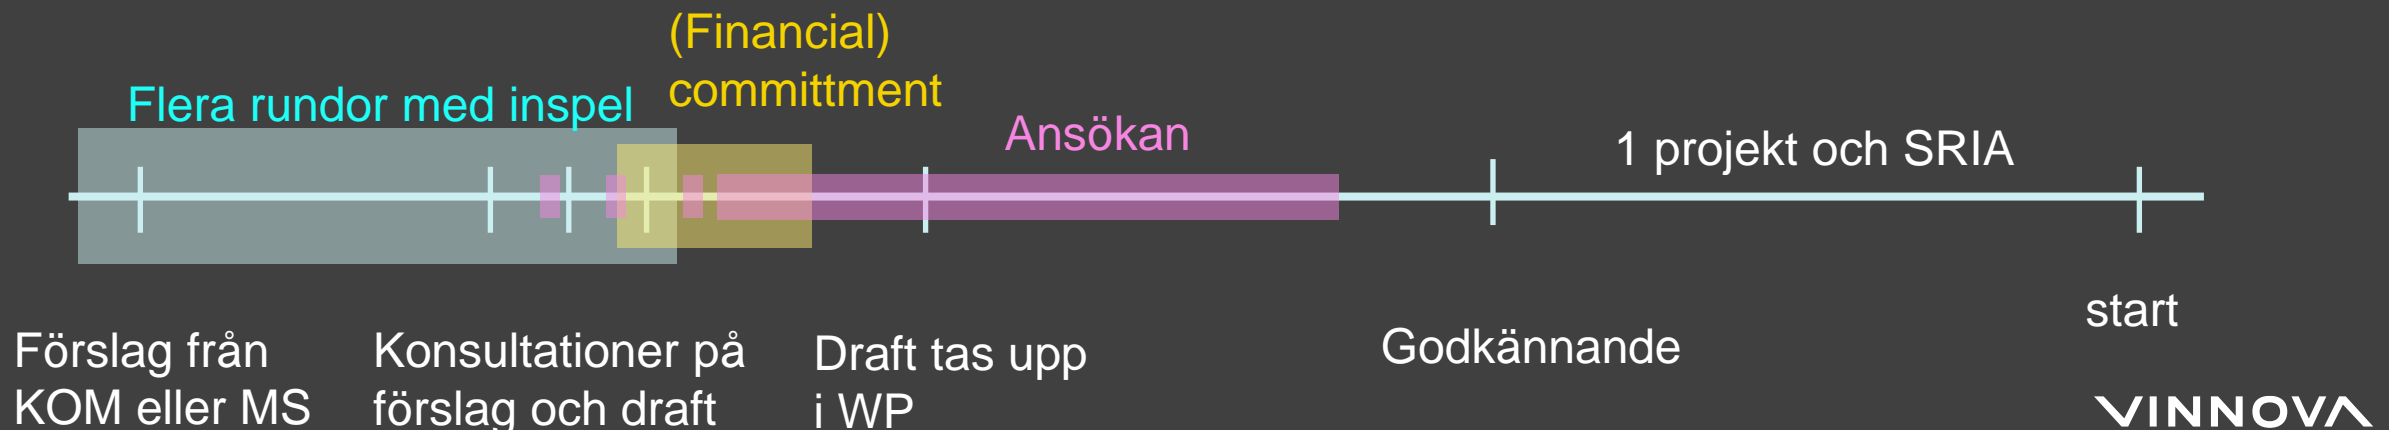 (Financial)
committment
Flera rundor med inspel
Ansökan
1 projekt och SRIA
start
Förslag från
KOM eller MS
Konsultationer på
förslag och draft
Draft tas upp
i WP
Godkännande
VINNOVA